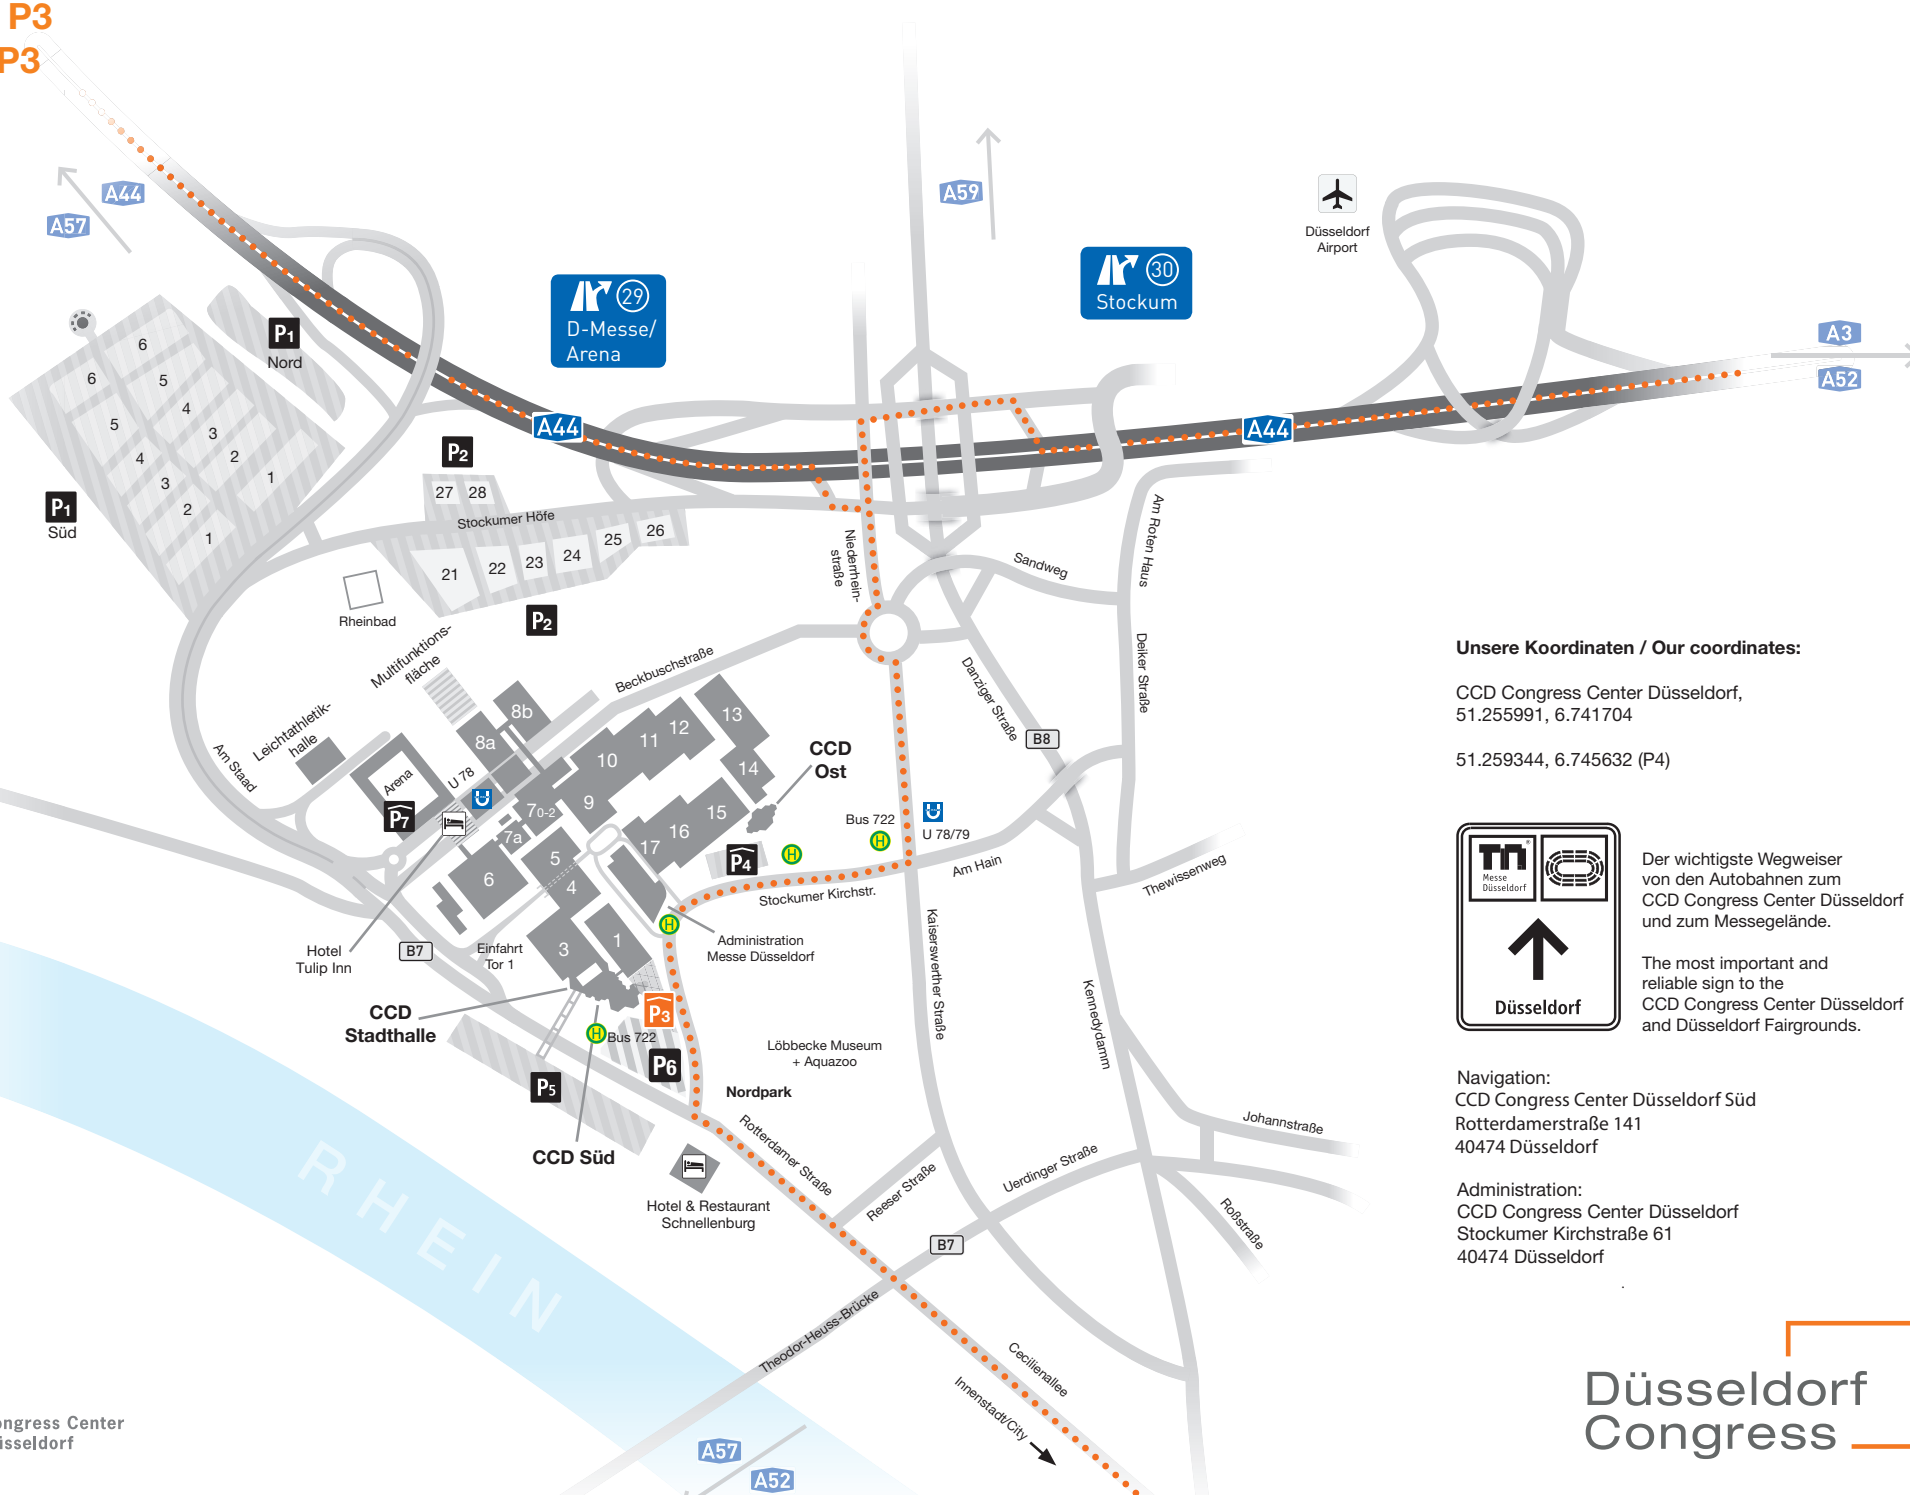 P3
P3
A44
A57
A59
Düsseldorf
Airport
29
D-Messe/
Arena
30
Stockum
A3
A52
A44
A44
P1
Nord
P1
Süd
6
6
5
5
4
4
3
3
2
2
1
1
P2
27 28
Stockumer Höfe
21
22
23
24
25
26
P2
Rheinbad
Niederrhein-
straße
Sandweg
Am Roten Haus
Deiker Straße
Danziger Straße
B8
Multifunktions-
fläche
Beckbuschstraße
Leichtathletik-
halle
Am Staad
Arena
P7
U 78
8b
8a
10
11
12
13
14
15
16
17
9
70-2
7a
5
6
4
3
1
CCD
Ost
Bus 722
H
H
U 78/79
P4
Am Hain
Thewissenweg
Stockumer Kirchstr.
H
Administration
Messe Düsseldorf
Hotel
Tulip Inn
B7
Einfahrt
Tor 1
CCD
Stadthalle
P3
H
Bus 722
P6
P5
CCD Süd
Löbbecke Museum
+ Aquazoo
Nordpark
Kaiserswerther Straße
Kennedydamm
Rotterdamer Straße
Hotel & Restaurant
Schnellenburg
Reeser Straße
Uerdinger Straße
Johannstraße
Roßstraße
B7
Theodor-Heuss-Brücke
Cecilienallee
Innenstadt/City
RHEIN
A57
A52
Unsere Koordinaten / Our coordinates:
CCD Congress Center Düsseldorf,
51.255991, 6.741704
51.259344, 6.745632 (P4)
Messe
Düsseldorf
Düsseldorf
Der wichtigste Wegweiser
von den Autobahnen zum
CCD Congress Center Düsseldorf
und zum Messegelände.
The most important and
reliable sign to the
CCD Congress Center Düsseldorf
and Düsseldorf Fairgrounds.
Navigation:
CCD Congress Center Düsseldorf Süd
Rotterdamerstraße 141
40474 Düsseldorf
Administration:
CCD Congress Center Düsseldorf
Stockumer Kirchstraße 61
40474 Düsseldorf
.
ongress Center
üsseldorf
Düsseldorf
Congress